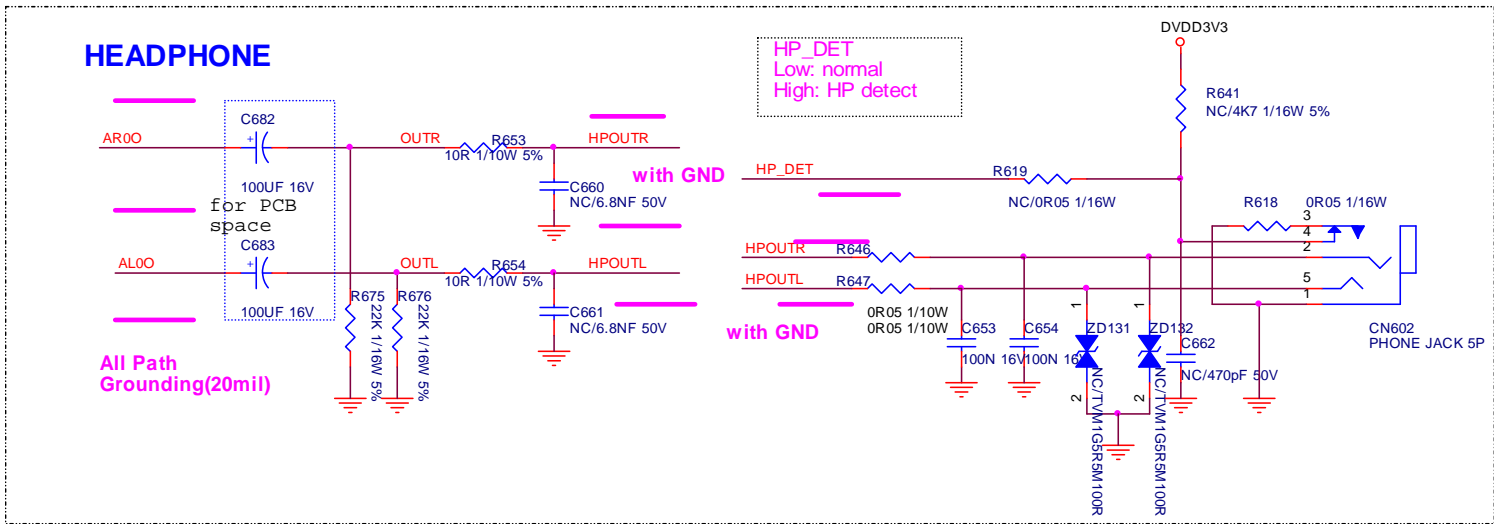 HEADPHONE
HP_DET
Low: normal
High: HP detect
DVDD3V3
R641
NC/4K7 1/16W 5%
C682
AR0O
+
OUTR
R653
10R 1/10W 5%
HPOUTR
100UF 16V
for PCB
space
C660
NC/6.8NF 50V
with GND
HP_DET
R619
NC/0R05 1/16W
R618
0R05 1/16W
3
4
2
5
1
CN602
PHONE JACK 5P
C683
AL0O
+
OUTL
R654
10R 1/10W 5%
HPOUTL
100UF 16V
R675
22K 1/16W 5%
R676
22K 1/16W 5%
C661
NC/6.8NF 50V
HPOUTR
R646
HPOUTL
R647
0R05 1/10W
0R05 1/10W
with GND
C653
100N 16V
C654
100N 16V
1
ZD131
2
NC/TVM1G5R5M100R
1
ZD132
2
NC/TVM1G5R5M100R
C662
NC/470pF 50V
All Path
Grounding(20mil)